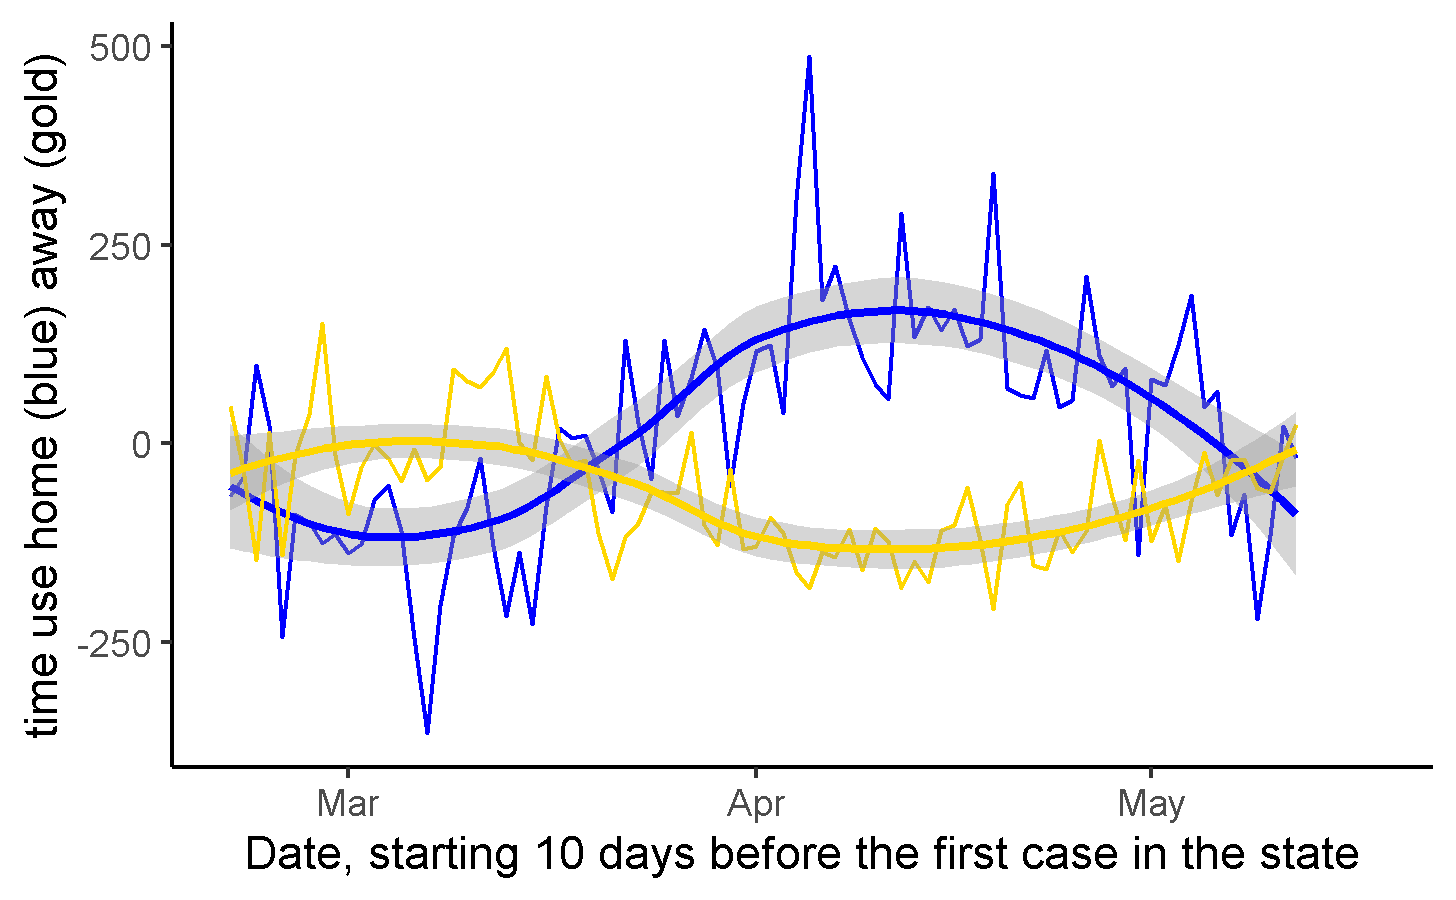 time use home (blue) away (gold)
500
250
0
-250
Mar Apr May
Date, starting 10 days before the first case in the state